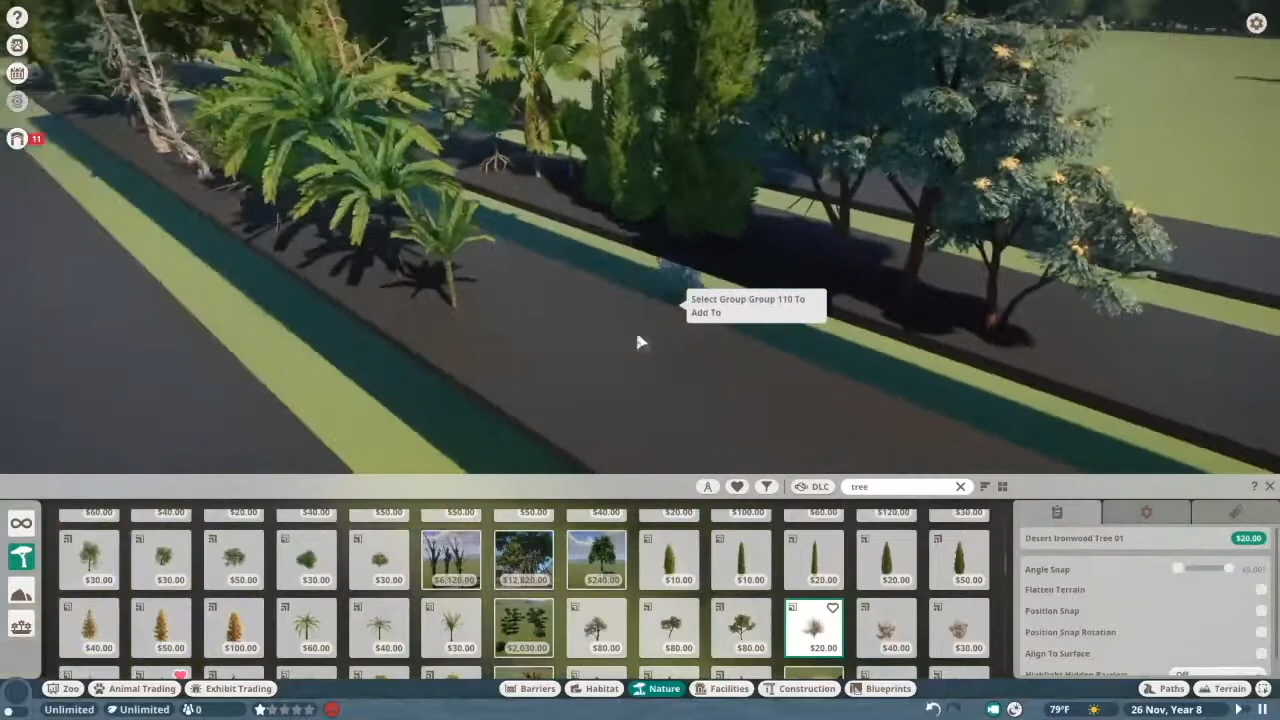 ?
11
Select Group Group 110 To
Add To
DLC
tree
?
$60.00 $40.00 $20.00 $40.00 $50.00 $50.00 $50.00 $40.00 $20.00 $100.00 $60.00 $120.00 $30.00
$30.00 $30.00 $50.00 $30.00 $30.00 $6,120.00 $12,820.00 $240.00 $10.00 $10.00 $20.00 $20.00 $50.00
$40.00 $50.00 $100.00 $60.00 $40.00 $30.00 $2,030.00 $80.00 $80.00 $80.00 $20.00 $40.00 $30.00
Desert Ironwood Tree 01 $20.00
Angle Snap 45.00°
Flatten Terrain
Position Snap
Position Snap Rotation
Align To Surface
Off
Zoo Animal Trading Exhibit Trading Barriers Habitat Nature Facilities Construction Blueprints Paths Terrain
Unlimited Unlimited 0 79°F 26 Nov, Year 8